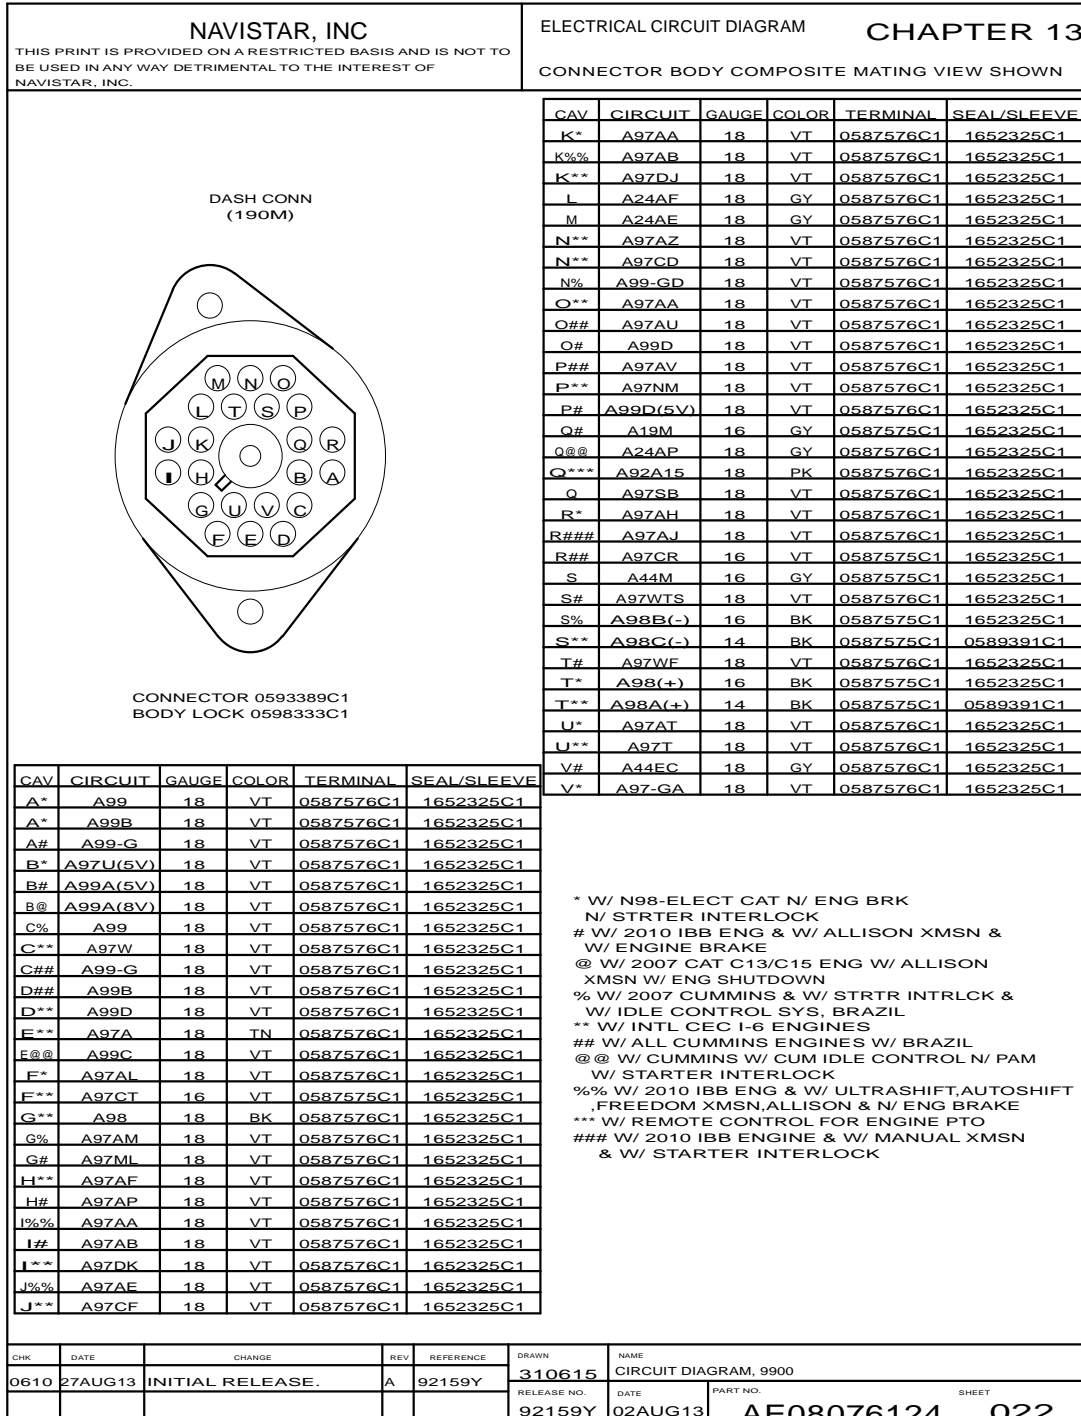 NAVISTAR, INC
THIS PRINT IS PROVIDED ON A RESTRICTED BASIS AND IS NOT TO
BE USED IN ANY WAY DETRIMENTAL TO THE INTEREST OF
NAVISTAR, INC.
ELECTRICAL CIRCUIT DIAGRAM CHAPTER 13
CONNECTOR BODY COMPOSITE MATING VIEW SHOWN
DASH CONN
(190M)
M N O
L T S P
J K Q R
I H B A
G U V C
F E D
CONNECTOR 0593389C1
BODY LOCK 0598333C1
CAV CIRCUIT GAUGE COLOR TERMINAL SEAL/SLEEVE
A* A99 18 VT 0587576C1 1652325C1
A* A99B 18 VT 0587576C1 1652325C1
A# A99-G 18 VT 0587576C1 1652325C1
B* A97U(5V) 18 VT 0587576C1 1652325C1
B# A99A(5V) 18 VT 0587576C1 1652325C1
B@ A99A(8V) 18 VT 0587576C1 1652325C1
C% A99 18 VT 0587576C1 1652325C1
C** A97W 18 VT 0587576C1 1652325C1
C## A99-G 18 VT 0587576C1 1652325C1
D## A99B 18 VT 0587576C1 1652325C1
D** A99D 18 VT 0587576C1 1652325C1
E** A97A 18 TN 0587576C1 1652325C1
E@@ A99C 18 VT 0587576C1 1652325C1
F* A97AL 18 VT 0587576C1 1652325C1
F** A97CT 16 VT 0587575C1 1652325C1
G** A98 18 BK 0587576C1 1652325C1
G% A97AM 18 VT 0587576C1 1652325C1
G# A97ML 18 VT 0587576C1 1652325C1
H** A97AF 18 VT 0587576C1 1652325C1
H# A97AP 18 VT 0587576C1 1652325C1
I%% A97AA 18 VT 0587576C1 1652325C1
I# A97AB 18 VT 0587576C1 1652325C1
I** A97DK 18 VT 0587576C1 1652325C1
J%% A97AE 18 VT 0587576C1 1652325C1
J** A97CF 18 VT 0587576C1 1652325C1
CAV CIRCUIT GAUGE COLOR TERMINAL SEAL/SLEEVE
K* A97AA 18 VT 0587576C1 1652325C1
K%% A97AB 18 VT 0587576C1 1652325C1
K** A97DJ 18 VT 0587576C1 1652325C1
L A24AF 18 GY 0587576C1 1652325C1
M A24AE 18 GY 0587576C1 1652325C1
N** A97AZ 18 VT 0587576C1 1652325C1
N** A97CD 18 VT 0587576C1 1652325C1
N% A99-GD 18 VT 0587576C1 1652325C1
O** A97AA 18 VT 0587576C1 1652325C1
O## A97AU 18 VT 0587576C1 1652325C1
O# A99D 18 VT 0587576C1 1652325C1
P## A97AV 18 VT 0587576C1 1652325C1
P** A97NM 18 VT 0587576C1 1652325C1
P# A99D(5V) 18 VT 0587576C1 1652325C1
Q# A19M 16 GY 0587575C1 1652325C1
Q@@ A24AP 18 GY 0587576C1 1652325C1
Q*** A92A15 18 PK 0587576C1 1652325C1
Q A97SB 18 VT 0587576C1 1652325C1
R* A97AH 18 VT 0587576C1 1652325C1
R### A97AJ 18 VT 0587576C1 1652325C1
R## A97CR 16 VT 0587575C1 1652325C1
S A44M 16 GY 0587575C1 1652325C1
S# A97WTS 18 VT 0587576C1 1652325C1
S% A98B(-) 16 BK 0587575C1 1652325C1
S** A98C(-) 14 BK 0587575C1 0589391C1
T# A97WF 18 VT 0587576C1 1652325C1
T* A98(+) 16 BK 0587575C1 1652325C1
T** A98A(+) 14 BK 0587575C1 0589391C1
U* A97AT 18 VT 0587576C1 1652325C1
U** A97T 18 VT 0587576C1 1652325C1
V# A44EC 18 GY 0587576C1 1652325C1
V* A97-GA 18 VT 0587576C1 1652325C1
* W/ N98-ELECT CAT N/ ENG BRK
N/ STRTER INTERLOCK
# W/ 2010 IBB ENG & W/ ALLISON XMSN &
W/ ENGINE BRAKE
@ W/ 2007 CAT C13/C15 ENG W/ ALLISON
XMSN W/ ENG SHUTDOWN
% W/ 2007 CUMMINS & W/ STRTR INTRLCK &
W/ IDLE CONTROL SYS, BRAZIL
** W/ INTL CEC I-6 ENGINES
## W/ ALL CUMMINS ENGINES W/ BRAZIL
@@ W/ CUMMINS W/ CUM IDLE CONTROL N/ PAM
W/ STARTER INTERLOCK
%% W/ 2010 IBB ENG & W/ ULTRASHIFT,AUTOSHIFT
,FREEDOM XMSN,ALLISON & N/ ENG BRAKE
*** W/ REMOTE CONTROL FOR ENGINE PTO
### W/ 2010 IBB ENGINE & W/ MANUAL XMSN
& W/ STARTER INTERLOCK
CHK DATE CHANGE REV REFERENCE
0610 27AUG13 INITIAL RELEASE. A 92159Y
DRAWN NAME
310615 CIRCUIT DIAGRAM, 9900
RELEASE NO. DATE PART NO. SHEET
92159Y 02AUG13 AE08076124 022